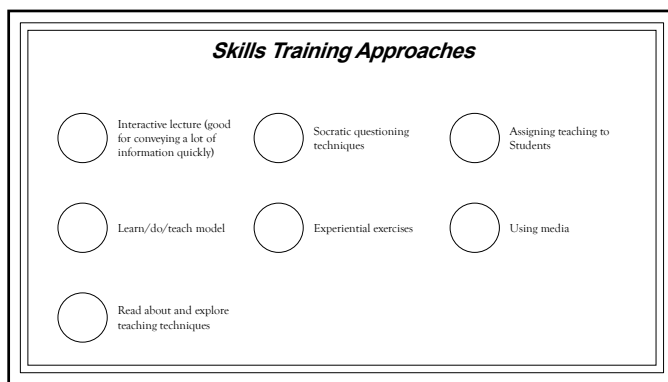 Skills Training Approaches
Interactive lecture (good
for conveying a lot of
information quickly)
Socratic questioning
techniques
Assigning teaching to
Students
Learn/do/teach model
Experiential exercises
Using media
Read about and explore
teaching techniques